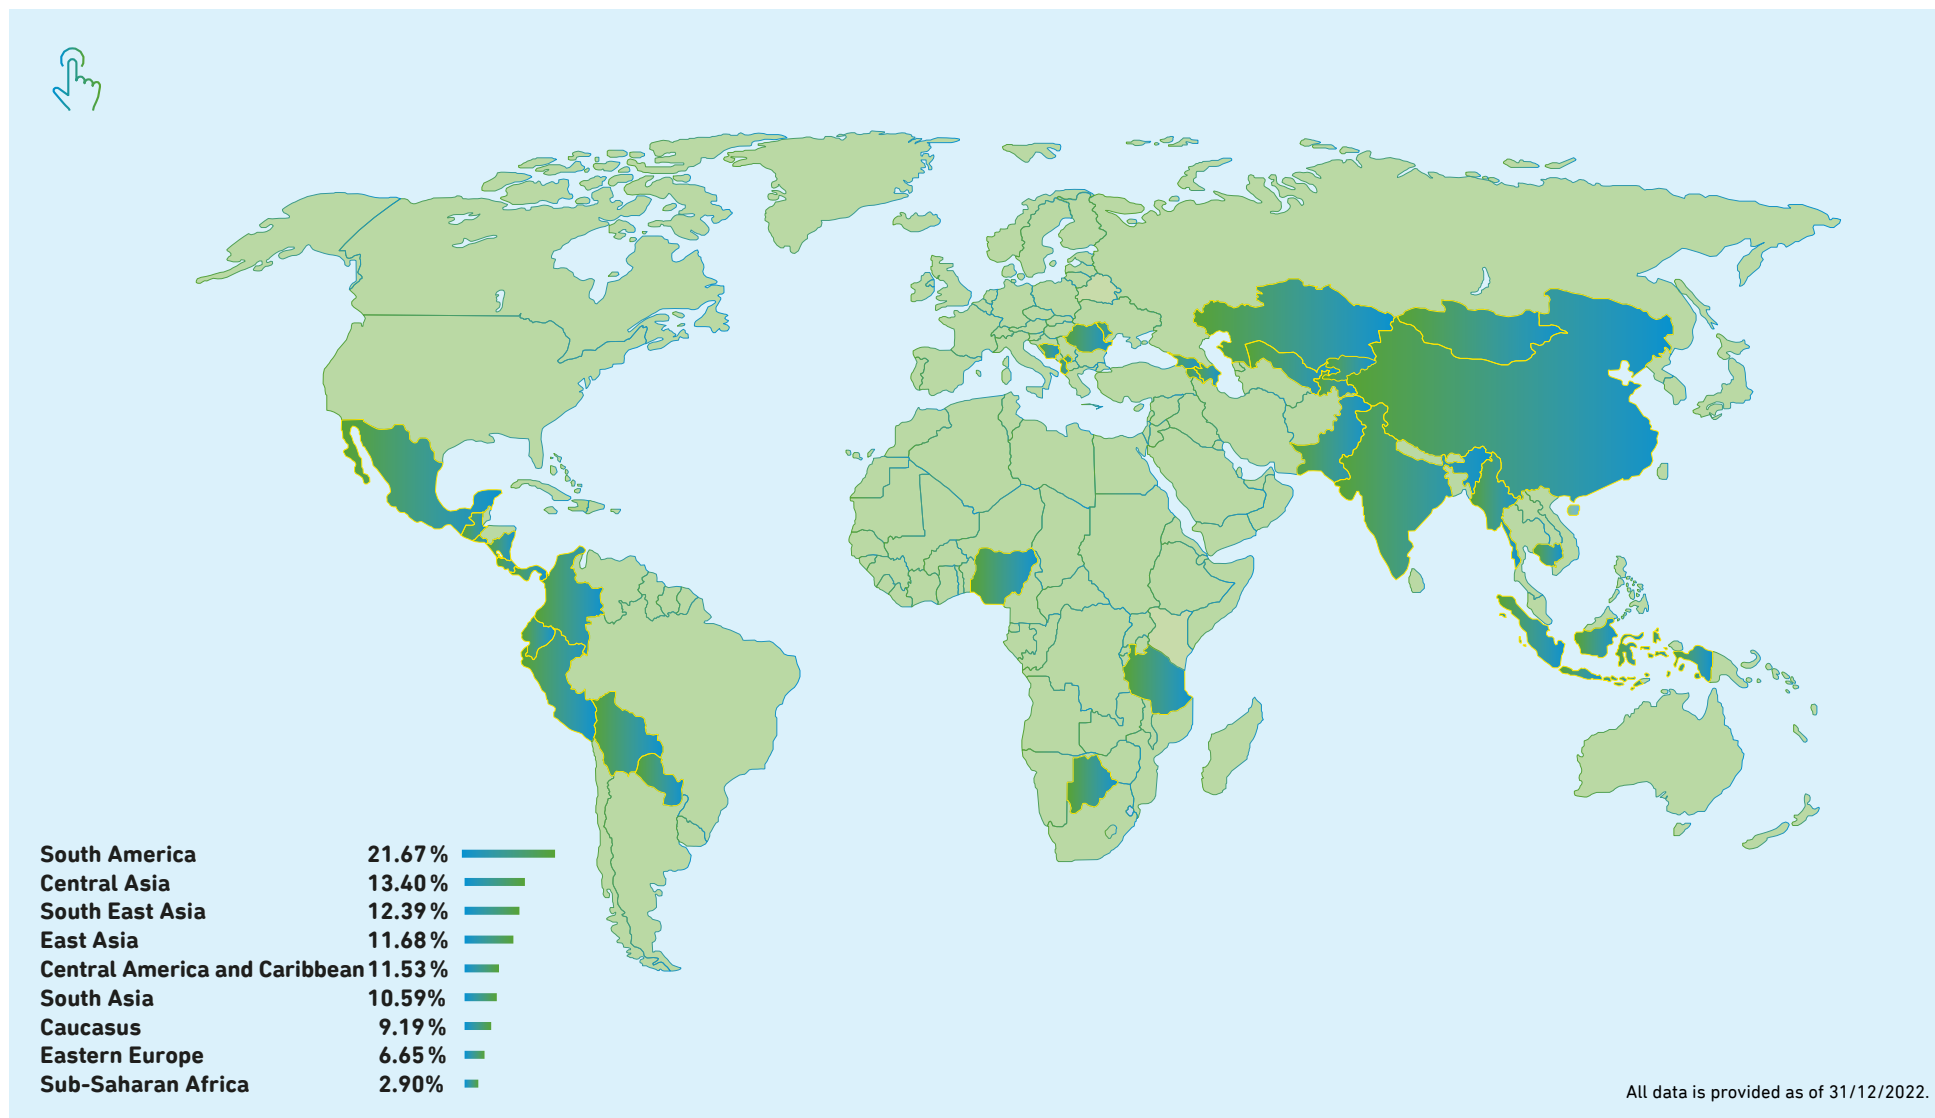 South America 21.67 %
Central Asia 13.40 %
South East Asia 12.39 %
East Asia 11.68 %
Central America and Caribbean 11.53 %
South Asia 10.59%
Caucasus 9.19 %
Eastern Europe 6.65 %
Sub-Saharan Africa 2.90%
All data is provided as of 31/12/2022.